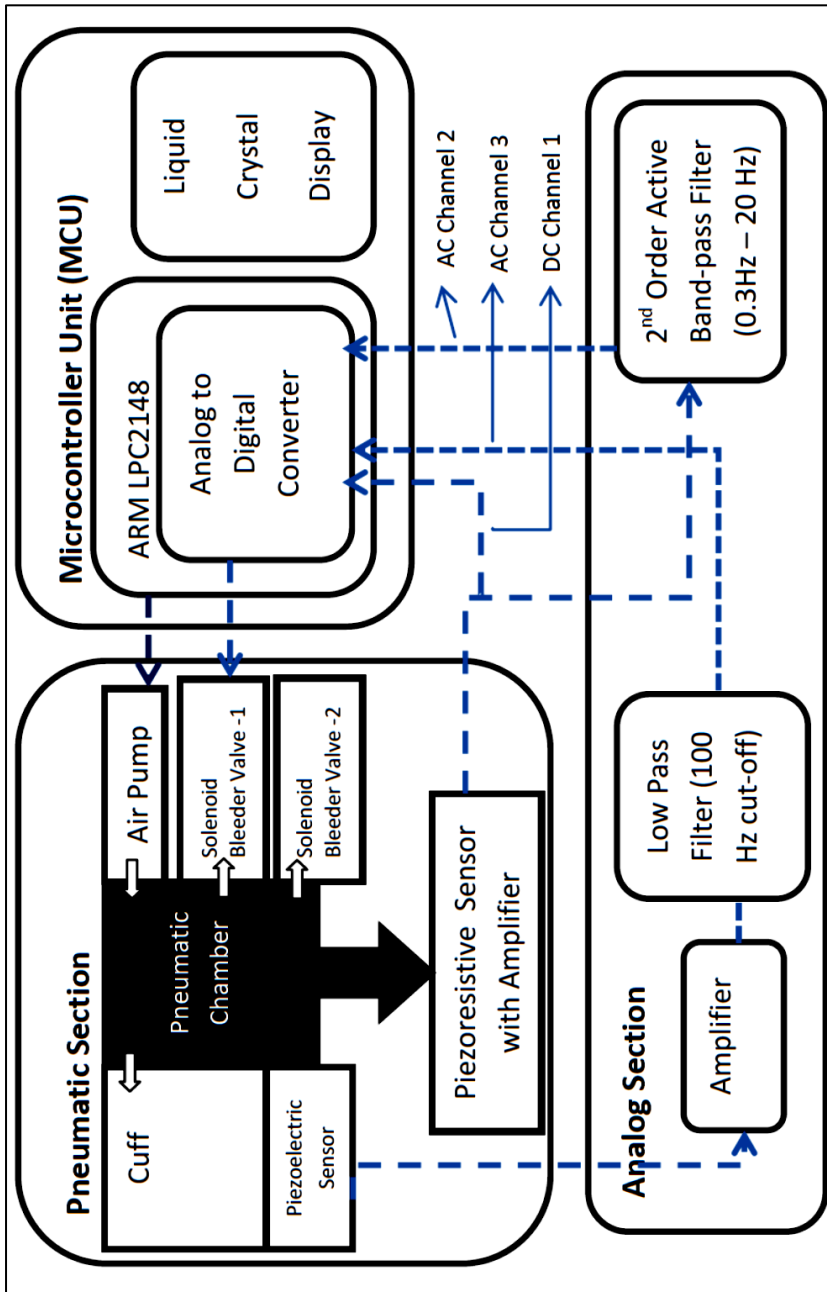 Pneumatic Section
Cuff
Pneumatic
Chamber
Air Pump
Solenoid
Bleeder Valve -1
Solenoid
Bleeder Valve -2
Piezoelectric
Sensor
Piezoresistive Sensor
with Amplifier
Microcontroller Unit (MCU)
ARM LPC2148
Analog to
Digital
Converter
Liquid
Crystal
Display
AC Channel 2
AC Channel 3
DC Channel 1
Analog Section
Amplifier
Low Pass
Filter (100
Hz cut-off)
2nd Order Active
Band-pass Filter
(0.3Hz – 20 Hz)